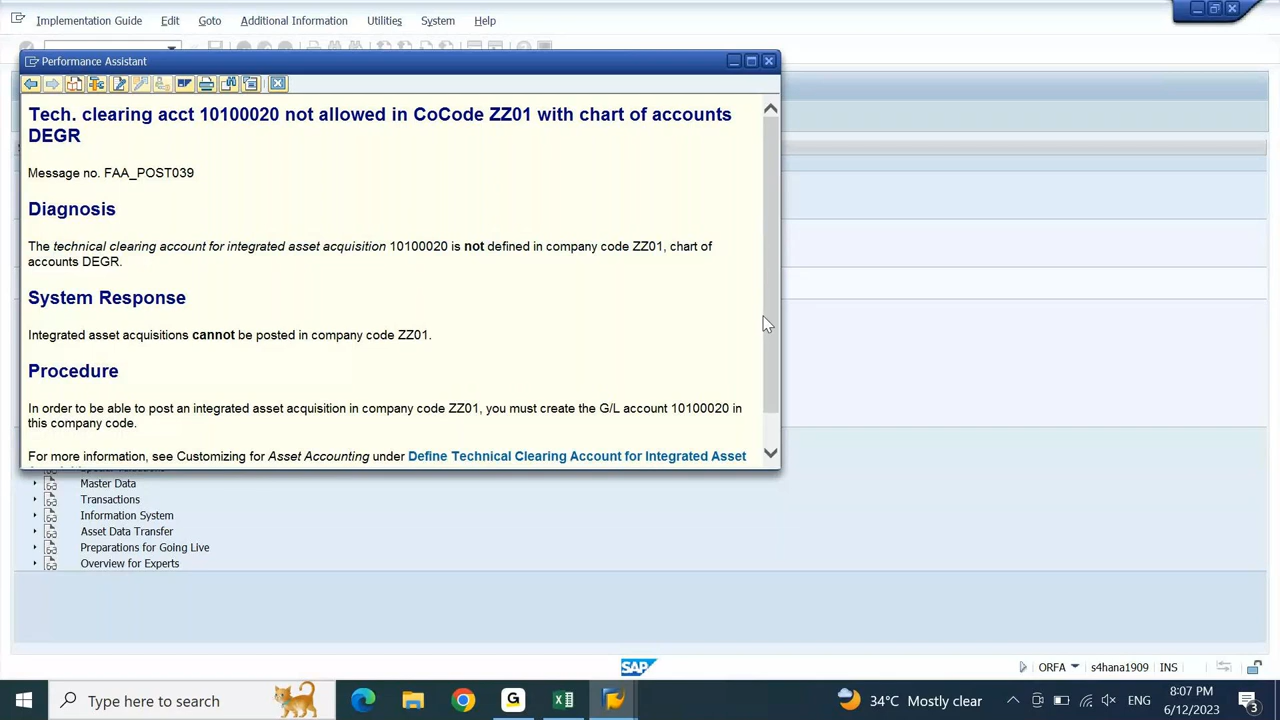 Implementation Guide Edit Goto Additional Information Utilities System Help
Performance Assistant
Tech. clearing acct 10100020 not allowed in CoCode ZZ01 with chart of accounts
DEGR
Message no. FAA_POST039
Diagnosis
The technical clearing account for integrated asset acquisition 10100020 is not defined in company code ZZ01, chart of
accounts DEGR.
System Response
Integrated asset acquisitions cannot be posted in company code ZZ01.
Procedure
In order to be able to post an integrated asset acquisition in company code ZZ01, you must create the G/L account 10100020 in
this company code.
For more information, see Customizing for Asset Accounting under Define Technical Clearing Account for Integrated Asset
Master Data
Transactions
Information System
Asset Data Transfer
Preparations for Going Live
Overview for Experts
SAP
ORFA s4hana1909 INS
Type here to search
34°C Mostly clear
ENG
8:07 PM
6/12/2023
3